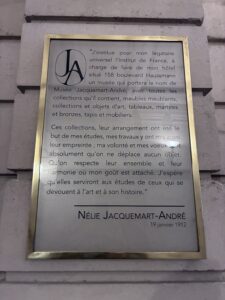 JA
"J'institue pour mon légataire
universel l'Institut de France, à
charge de faire de mon hôtel
situé 158 boulevard Haussmann
un musée qui portera le nom de
Musée Jacquemart-André, avec toutes les
collections qu'il contient, meubles meublants,
collections et objets d'art, tableaux, marbres
et bronzes, tapis et mobiliers.
Ces collections, leur arrangement ont été le
but de mes études, mes travaux y ont
leur empreinte ; ma volonté et mes voeux
absolument qu'on ne déplace aucun objet
qu'on respecte leur ensemble et leur
harmonie où mon goût est attaché. J'espère
qu'elles serviront aux études de ceux qui se
dévouent à l'art et à son histoire."
NÉLIE JACQUEMART-ANDRÉ
19 janvier 1912